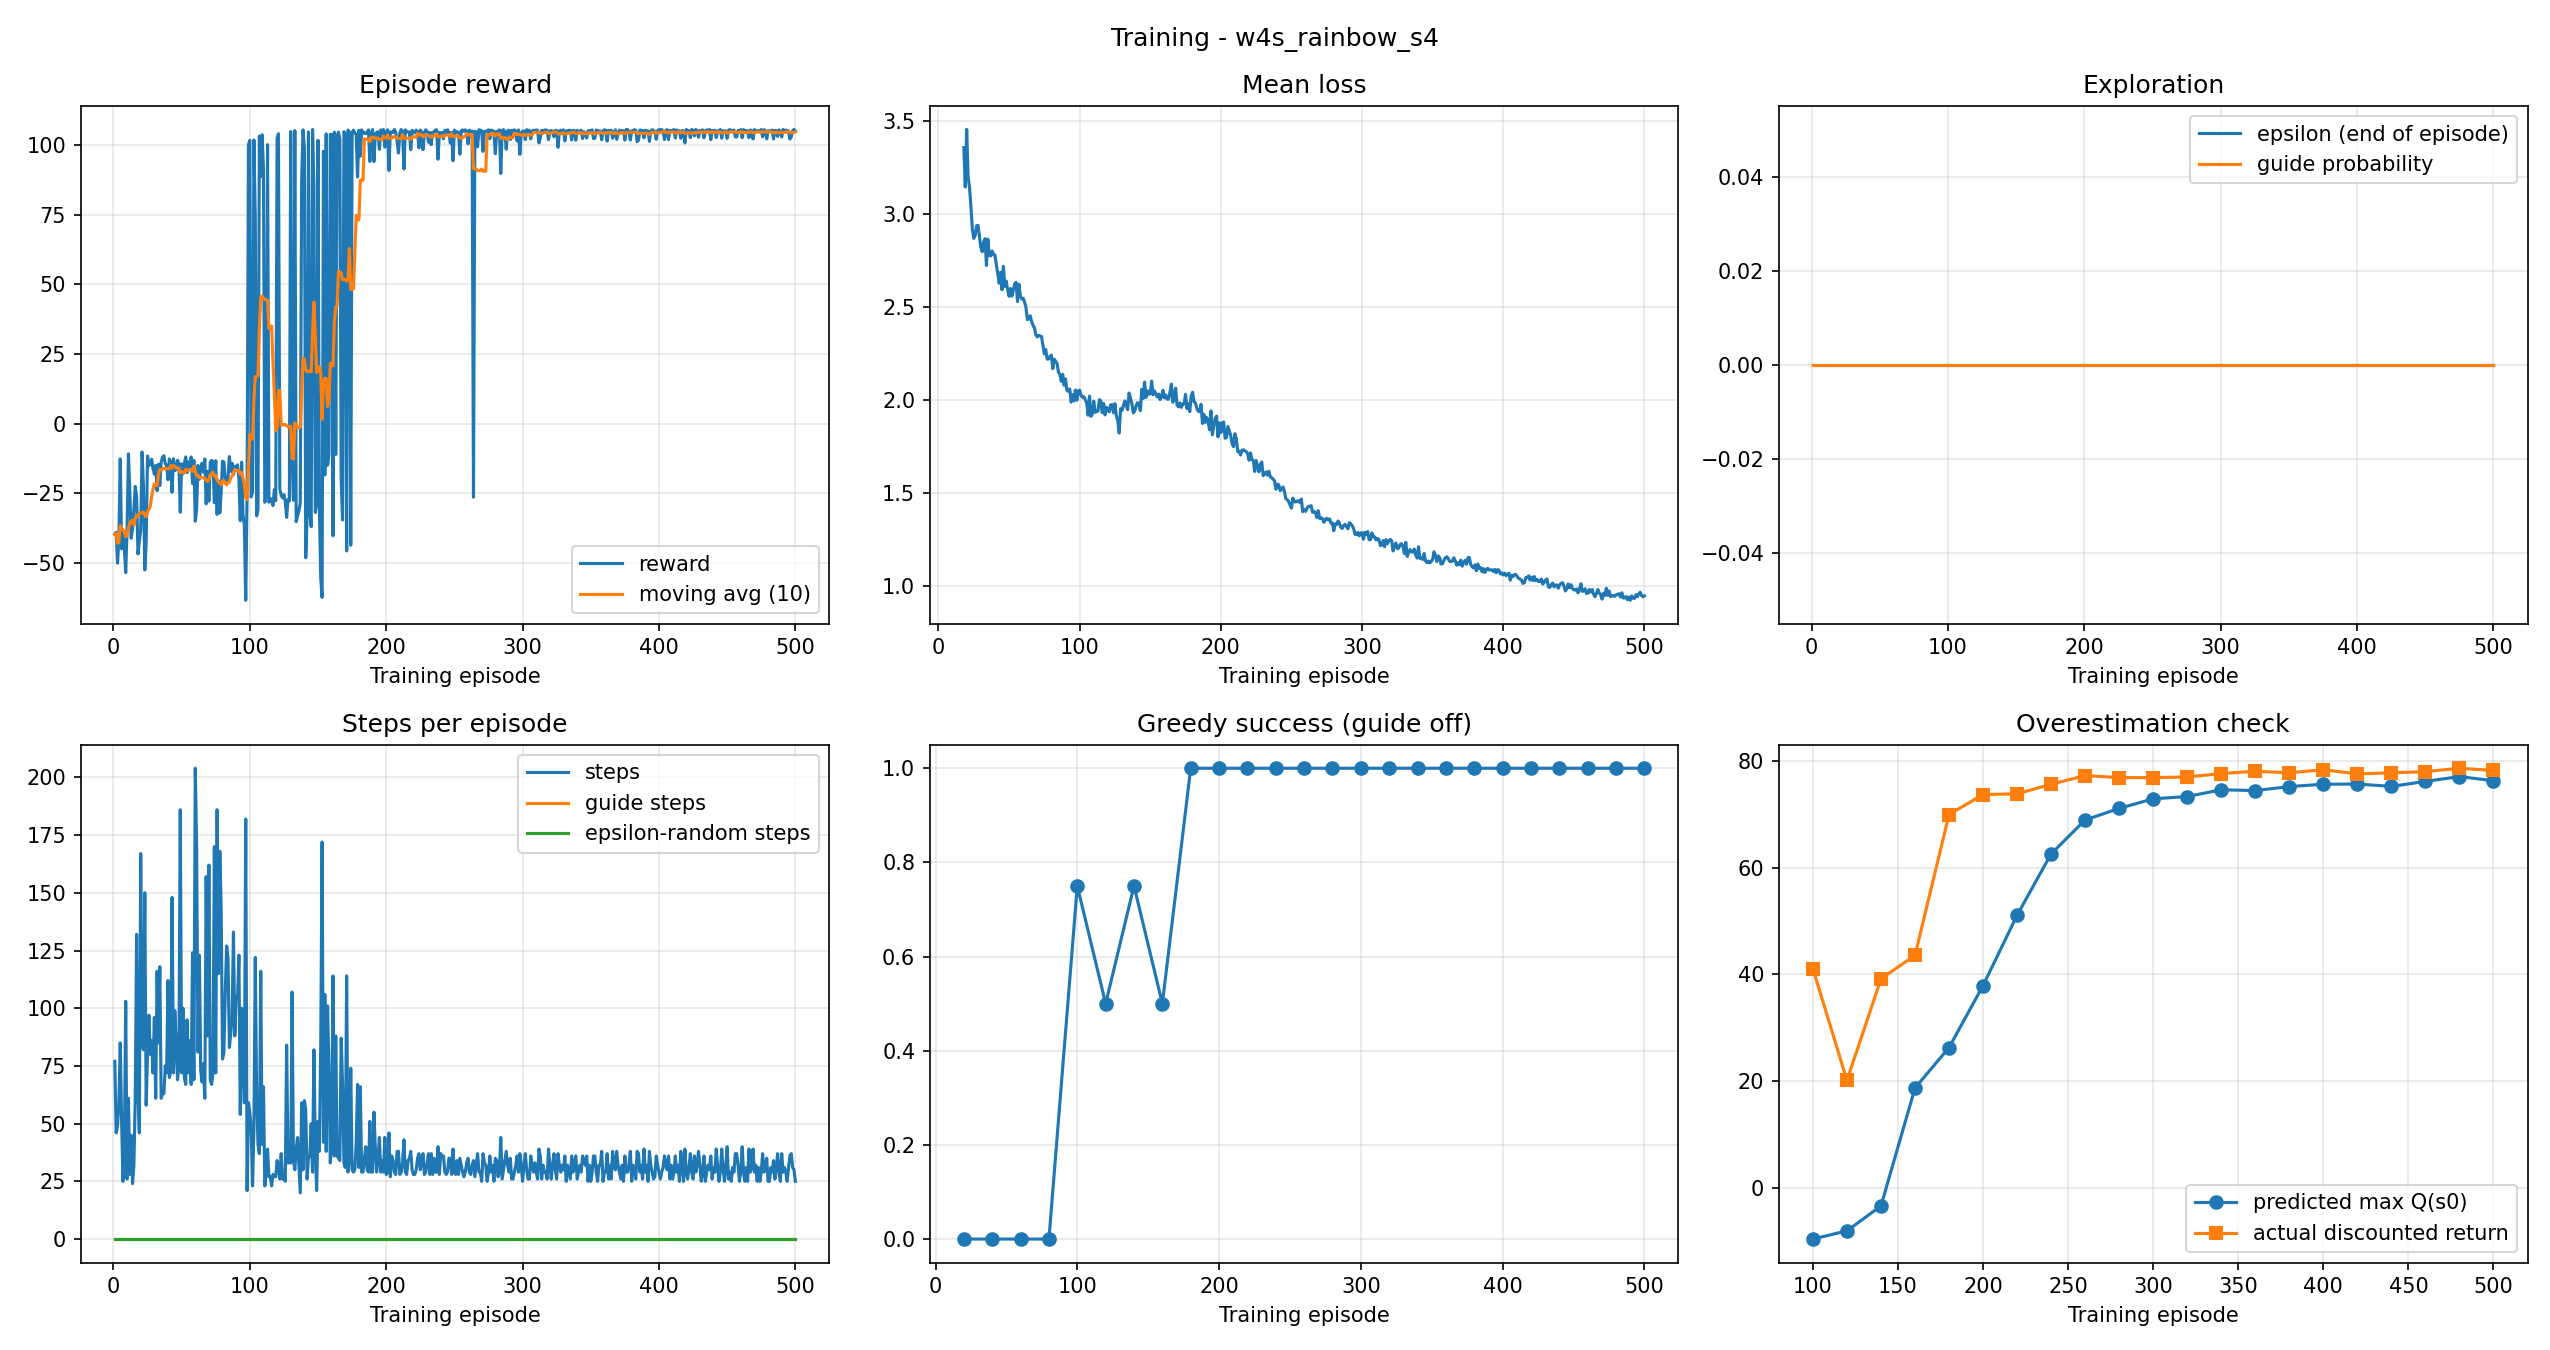 Training - w4s_rainbow_s4
Episode reward
100
75
50
25
0
−25
−50
reward
moving avg (10)
0 100 200 300 400 500
Training episode
Mean loss
3.5
3.0
2.5
2.0
1.5
1.0
0 100 200 300 400 500
Training episode
Exploration
epsilon (end of episode)
guide probability
0.04
0.02
0.00
−0.02
−0.04
0 100 200 300 400 500
Training episode
Steps per episode
steps
guide steps
epsilon-random steps
200
175
150
125
100
75
50
25
0
0 100 200 300 400 500
Training episode
Greedy success (guide off)
1.0
0.8
0.6
0.4
0.2
0.0
0 100 200 300 400 500
Training episode
Overestimation check
80
60
40
20
0
predicted max Q(s0)
actual discounted return
100 150 200 250 300 350 400 450 500
Training episode